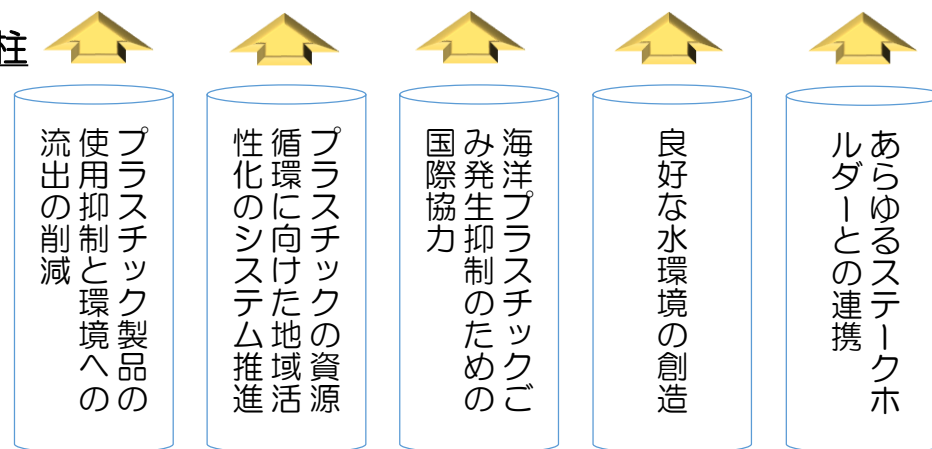 柱
プラスチック製品の
使用抑制と環境への
流出の削減
プラスチックの資源
循環に向けた地域活
性化のシステム推進
海洋プラスチックご
み発生抑制のための
国際協力
良好な水環境の創造
あらゆるステークホ
ルダーとの連携